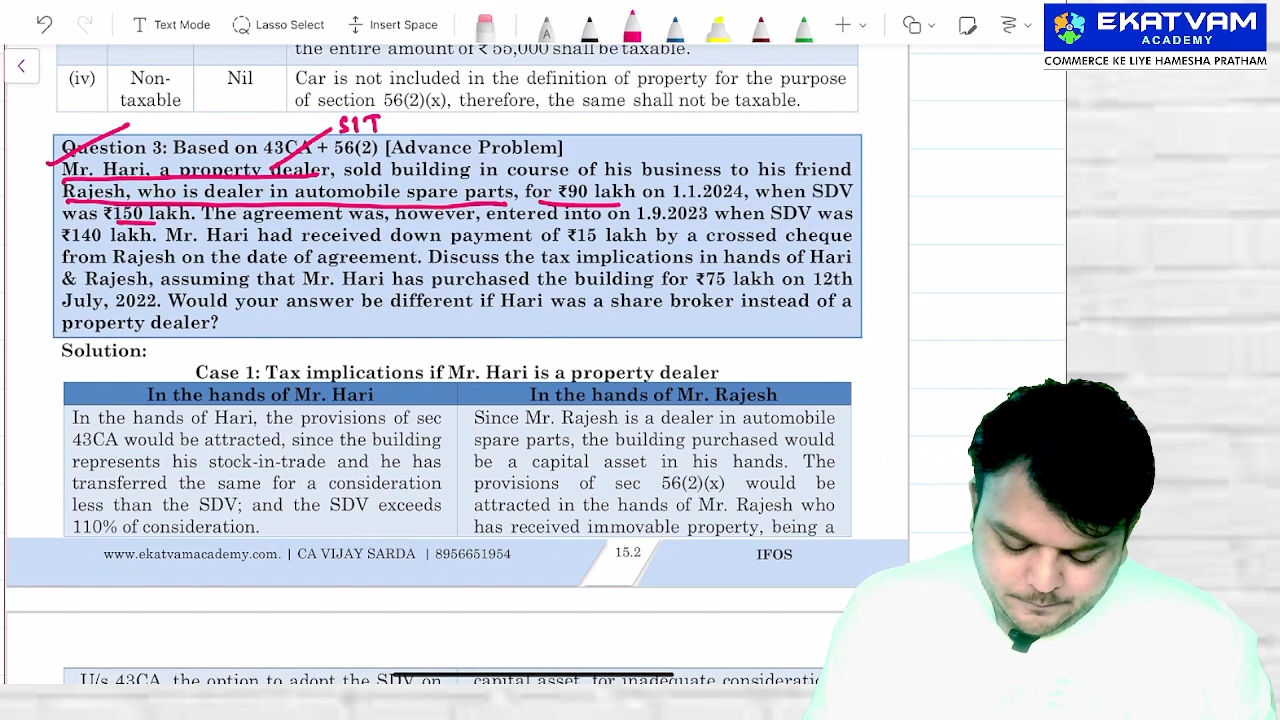 Text Mode
Lasso Select
Insert Space
A
EKATVAM
ACADEMY
COMMERCE KE LIYE HAMESHA PRATHAM
the entire amount of ₹ 55,000 shall be taxable.
(iv) Non-taxable Nil Car is not included in the definition of property for the purpose
of section 56(2)(x), therefore, the same shall not be taxable.
SIT
Question 3: Based on 43CA + 56(2) [Advance Problem]
Mr. Hari, a property dealer, sold building in course of his business to his friend
Rajesh, who is dealer in automobile spare parts, for ₹90 lakh on 1.1.2024, when SDV
was ₹150 lakh. The agreement was, however, entered into on 1.9.2023 when SDV was
₹140 lakh. Mr. Hari had received down payment of ₹15 lakh by a crossed cheque
from Rajesh on the date of agreement. Discuss the tax implications in hands of Hari
& Rajesh, assuming that Mr. Hari has purchased the building for ₹75 lakh on 12th
July, 2022. Would your answer be different if Hari was a share broker instead of a
property dealer?
Solution:
Case 1: Tax implications if Mr. Hari is a property dealer
In the hands of Mr. Hari
In the hands of Hari, the provisions of sec
43CA would be attracted, since the building
represents his stock-in-trade and he has
transferred the same for a consideration
less than the SDV; and the SDV exceeds
110% of consideration.
In the hands of Mr. Rajesh
Since Mr. Rajesh is a dealer in automobile
spare parts, the building purchased would
be a capital asset in his hands. The
provisions of sec 56(2)(x) would be
attracted in the hands of Mr. Rajesh who
has received immovable property, being a
www.ekatvamacademy.com. | CA VIJAY SARDA | 8956651954
15.2
IFOS
U/s 43CA, the option to adopt the SDV on
capital asset, for inadequate consideration